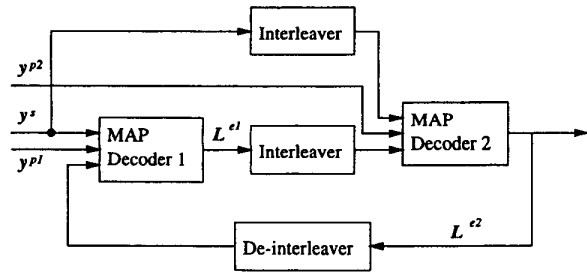 Interleaver
y^{p2}
y^{s}
MAP
Decoder 1
L^{e1}
Interleaver
MAP
Decoder 2
y^{p1}
De-interleaver
L^{e2}